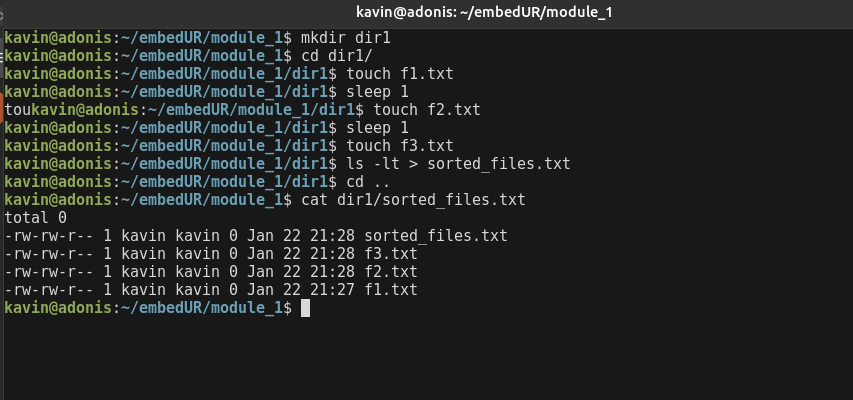 kavin@adonis: ~/embedUR/module_1
kavin@adonis:~/embedUR/module_1$ mkdir dir1
kavin@adonis:~/embedUR/module_1$ cd dir1/
kavin@adonis:~/embedUR/module_1/dir1$ touch f1.txt
kavin@adonis:~/embedUR/module_1/dir1$ sleep 1
toukavin@adonis:~/embedUR/module_1/dir1$ touch f2.txt
kavin@adonis:~/embedUR/module_1/dir1$ sleep 1
kavin@adonis:~/embedUR/module_1/dir1$ touch f3.txt
kavin@adonis:~/embedUR/module_1/dir1$ ls -lt > sorted_files.txt
kavin@adonis:~/embedUR/module_1/dir1$ cd ..
kavin@adonis:~/embedUR/module_1$ cat dir1/sorted_files.txt
total 0
-rw-rw-r-- 1 kavin kavin 0 Jan 22 21:28 sorted_files.txt
-rw-rw-r-- 1 kavin kavin 0 Jan 22 21:28 f3.txt
-rw-rw-r-- 1 kavin kavin 0 Jan 22 21:28 f2.txt
-rw-rw-r-- 1 kavin kavin 0 Jan 22 21:27 f1.txt
kavin@adonis:~/embedUR/module_1$